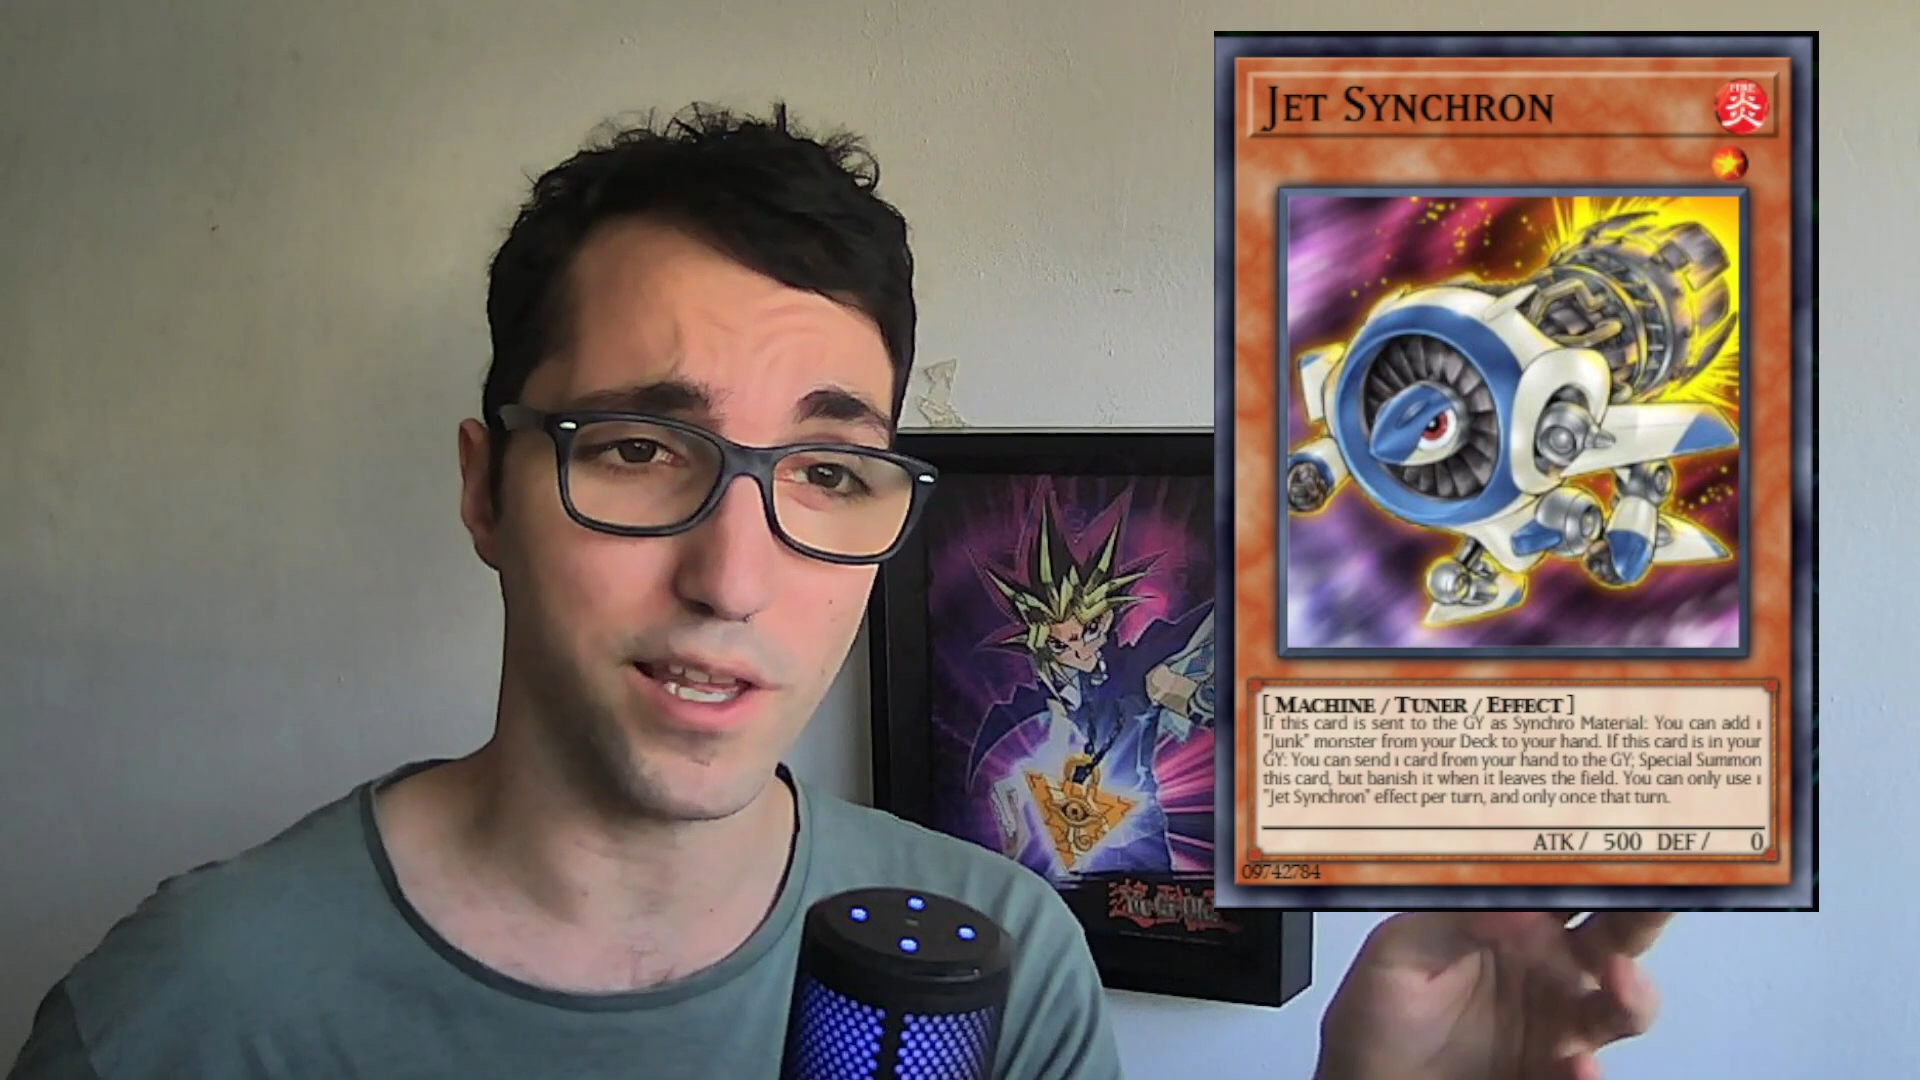 JET SYNCHRON
FIRE
炎
[ MACHINE / TUNER / EFFECT ]
If this card is sent to the GY as Synchro Material: You can add 1
"Junk" monster from your Deck to your hand. If this card is in your
GY: You can send 1 card from your hand to the GY; Special Summon
this card, but banish it when it leaves the field. You can only use 1
"Jet Synchron" effect per turn, and only once that turn.
ATK / 500 DEF / 0
09742784